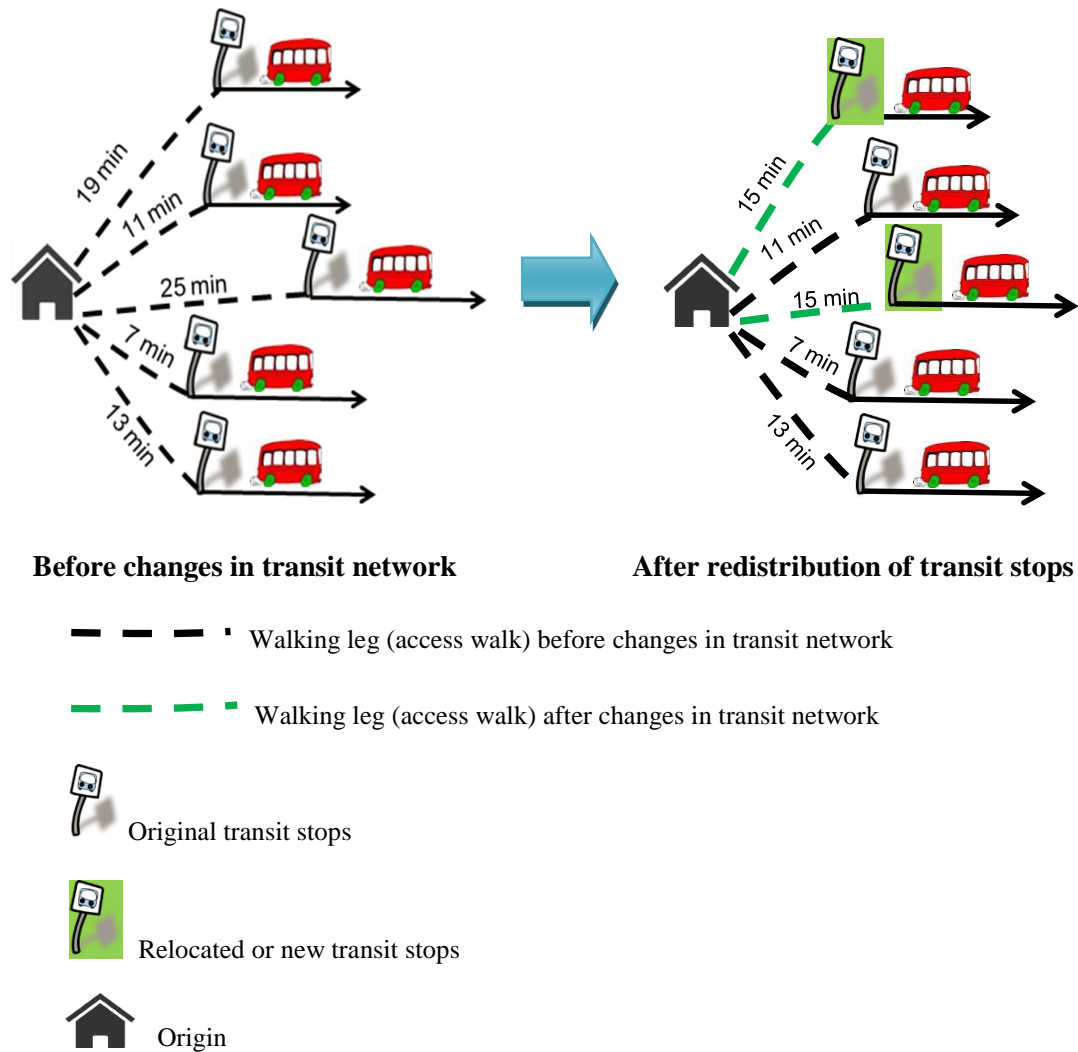 19 min
11 min
25 min
7 min
13 min
15 min
11 min
15 min
7 min
13 min
Before changes in transit network
After redistribution of transit stops
Walking leg (access walk) before changes in transit network
Walking leg (access walk) after changes in transit network
Original transit stops
Relocated or new transit stops
Origin